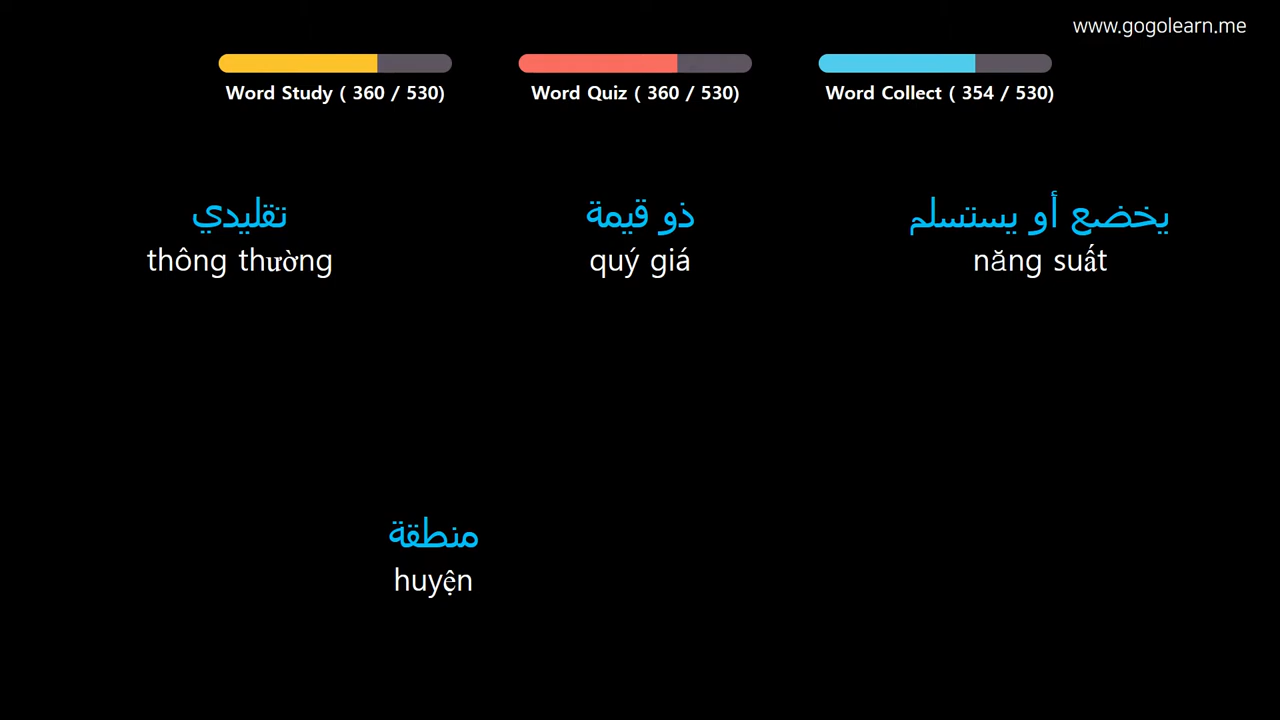 www.gogolearn.me
Word Study ( 360 / 530)
Word Quiz ( 360 / 530)
Word Collect ( 354 / 530)
تقليدي
thông thường
ذو قيمة
quý giá
يخضع أو يستسلم
năng suất
منطقة
huyện